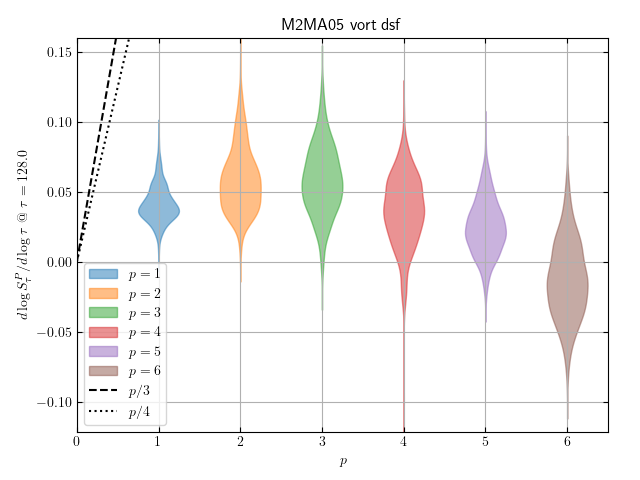 M2MA05 vort dsf
d log S_τ^P / d log τ @ τ = 128.0
0.15
0.10
0.05
0.00
−0.05
−0.10
p = 1
p = 2
p = 3
p = 4
p = 5
p = 6
p/3
p/4
0 1 2 3 4 5 6
p